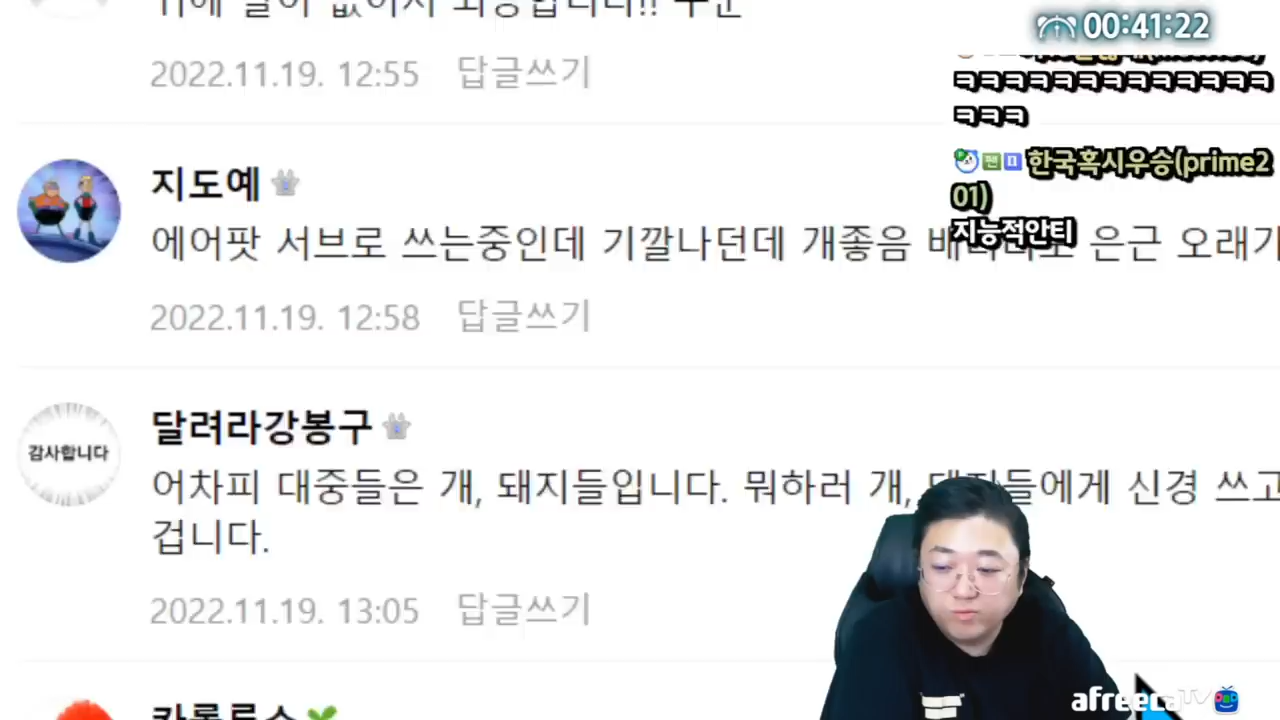 00:41:22
2022.11.19. 12:55 답글쓰기
ㅋㅋㅋㅋㅋㅋㅋㅋㅋㅋㅋㅋㅋ
ㅋㅋㅋ
한국혹시우승(prime2
01)
지능적안티
지도예
에어팟 서브로 쓰는중인데 기깔나던데 개좋음 은근 오래가
2022.11.19. 12:58 답글쓰기
감사합니다
달려라강봉구
어차피 대중들은 개, 돼지들입니다. 뭐하러 개, 돼지들에게 신경 쓰고
겁니다.
2022.11.19. 13:05 답글쓰기
afreecaTV